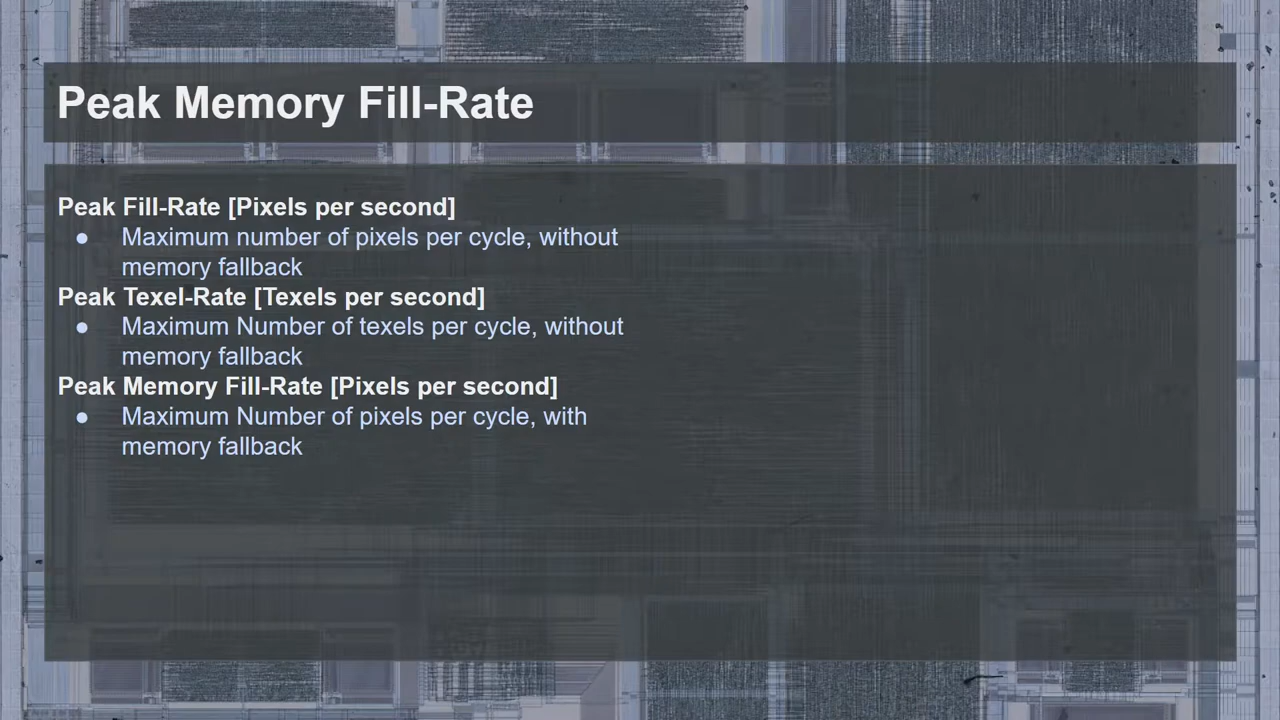 Peak Memory Fill-Rate
Peak Fill-Rate [Pixels per second]
● Maximum number of pixels per cycle, without
memory fallback
Peak Texel-Rate [Texels per second]
● Maximum Number of texels per cycle, without
memory fallback
Peak Memory Fill-Rate [Pixels per second]
● Maximum Number of pixels per cycle, with
memory fallback